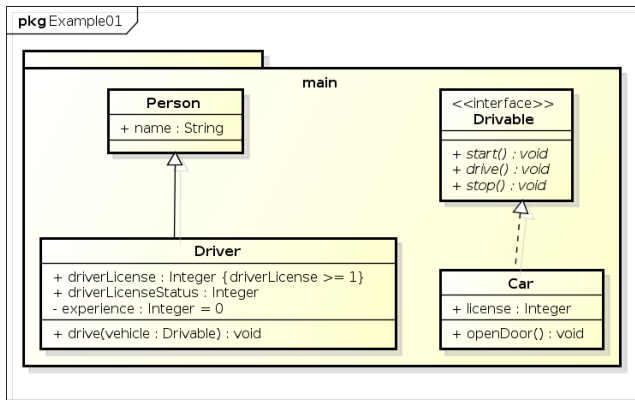 pkg Example01
main
Person
+ name : String
<<interface>>
Drivable
+ start() : void
+ drive() : void
+ stop() : void
Driver
+ driverLicense : Integer {driverLicense >= 1}
+ driverLicenseStatus : Integer
- experience : Integer = 0
+ drive(vehicle : Drivable) : void
Car
+ license : Integer
+ openDoor() : void